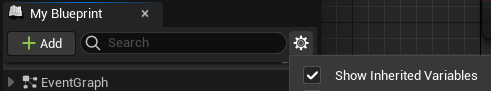 My Blueprint
Add
Search
Show Inherited Variables
EventGraph